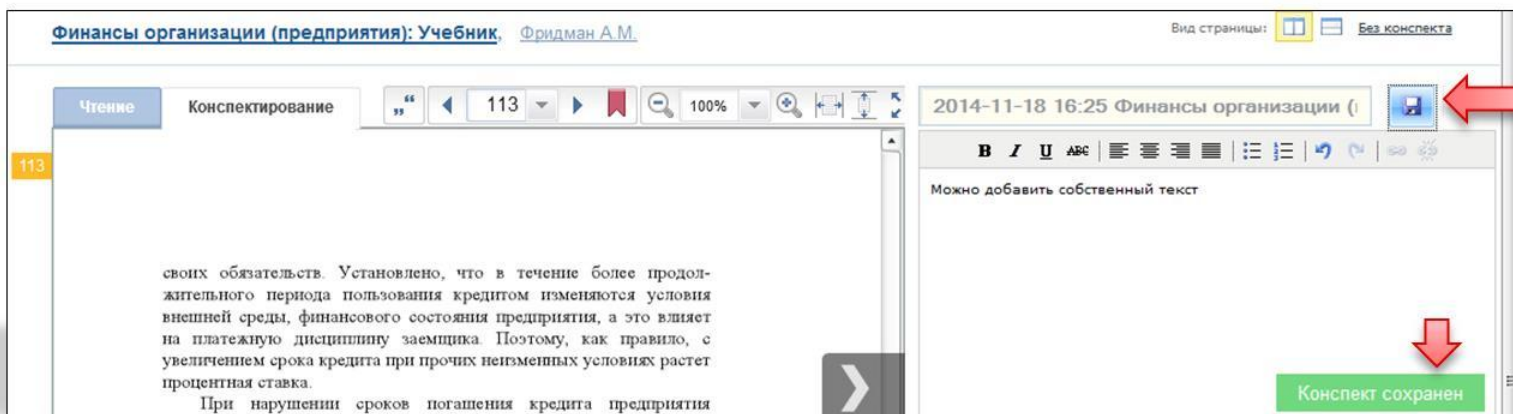 Финансы организации (предприятия): Учебник, Фридман А.М.
Вид страницы: Без конспекта
Чтение Конспектирование „“ 113 100% 2014-11-18 16:25 Финансы организации (
B I U ABC
113
Можно добавить собственный текст
своих обязательств. Установлено, что в течение более продол-
жительного периода пользования кредитом изменяются условия
внешней среды, финансового состояния предприятия, а это влияет
на платежную дисциплину заемщика. Поэтому, как правило, с
увеличением срока кредита при прочих неизменных условиях растет
процентная ставка.
При нарушении сроков погашения кредита предприятия
Конспект сохранен